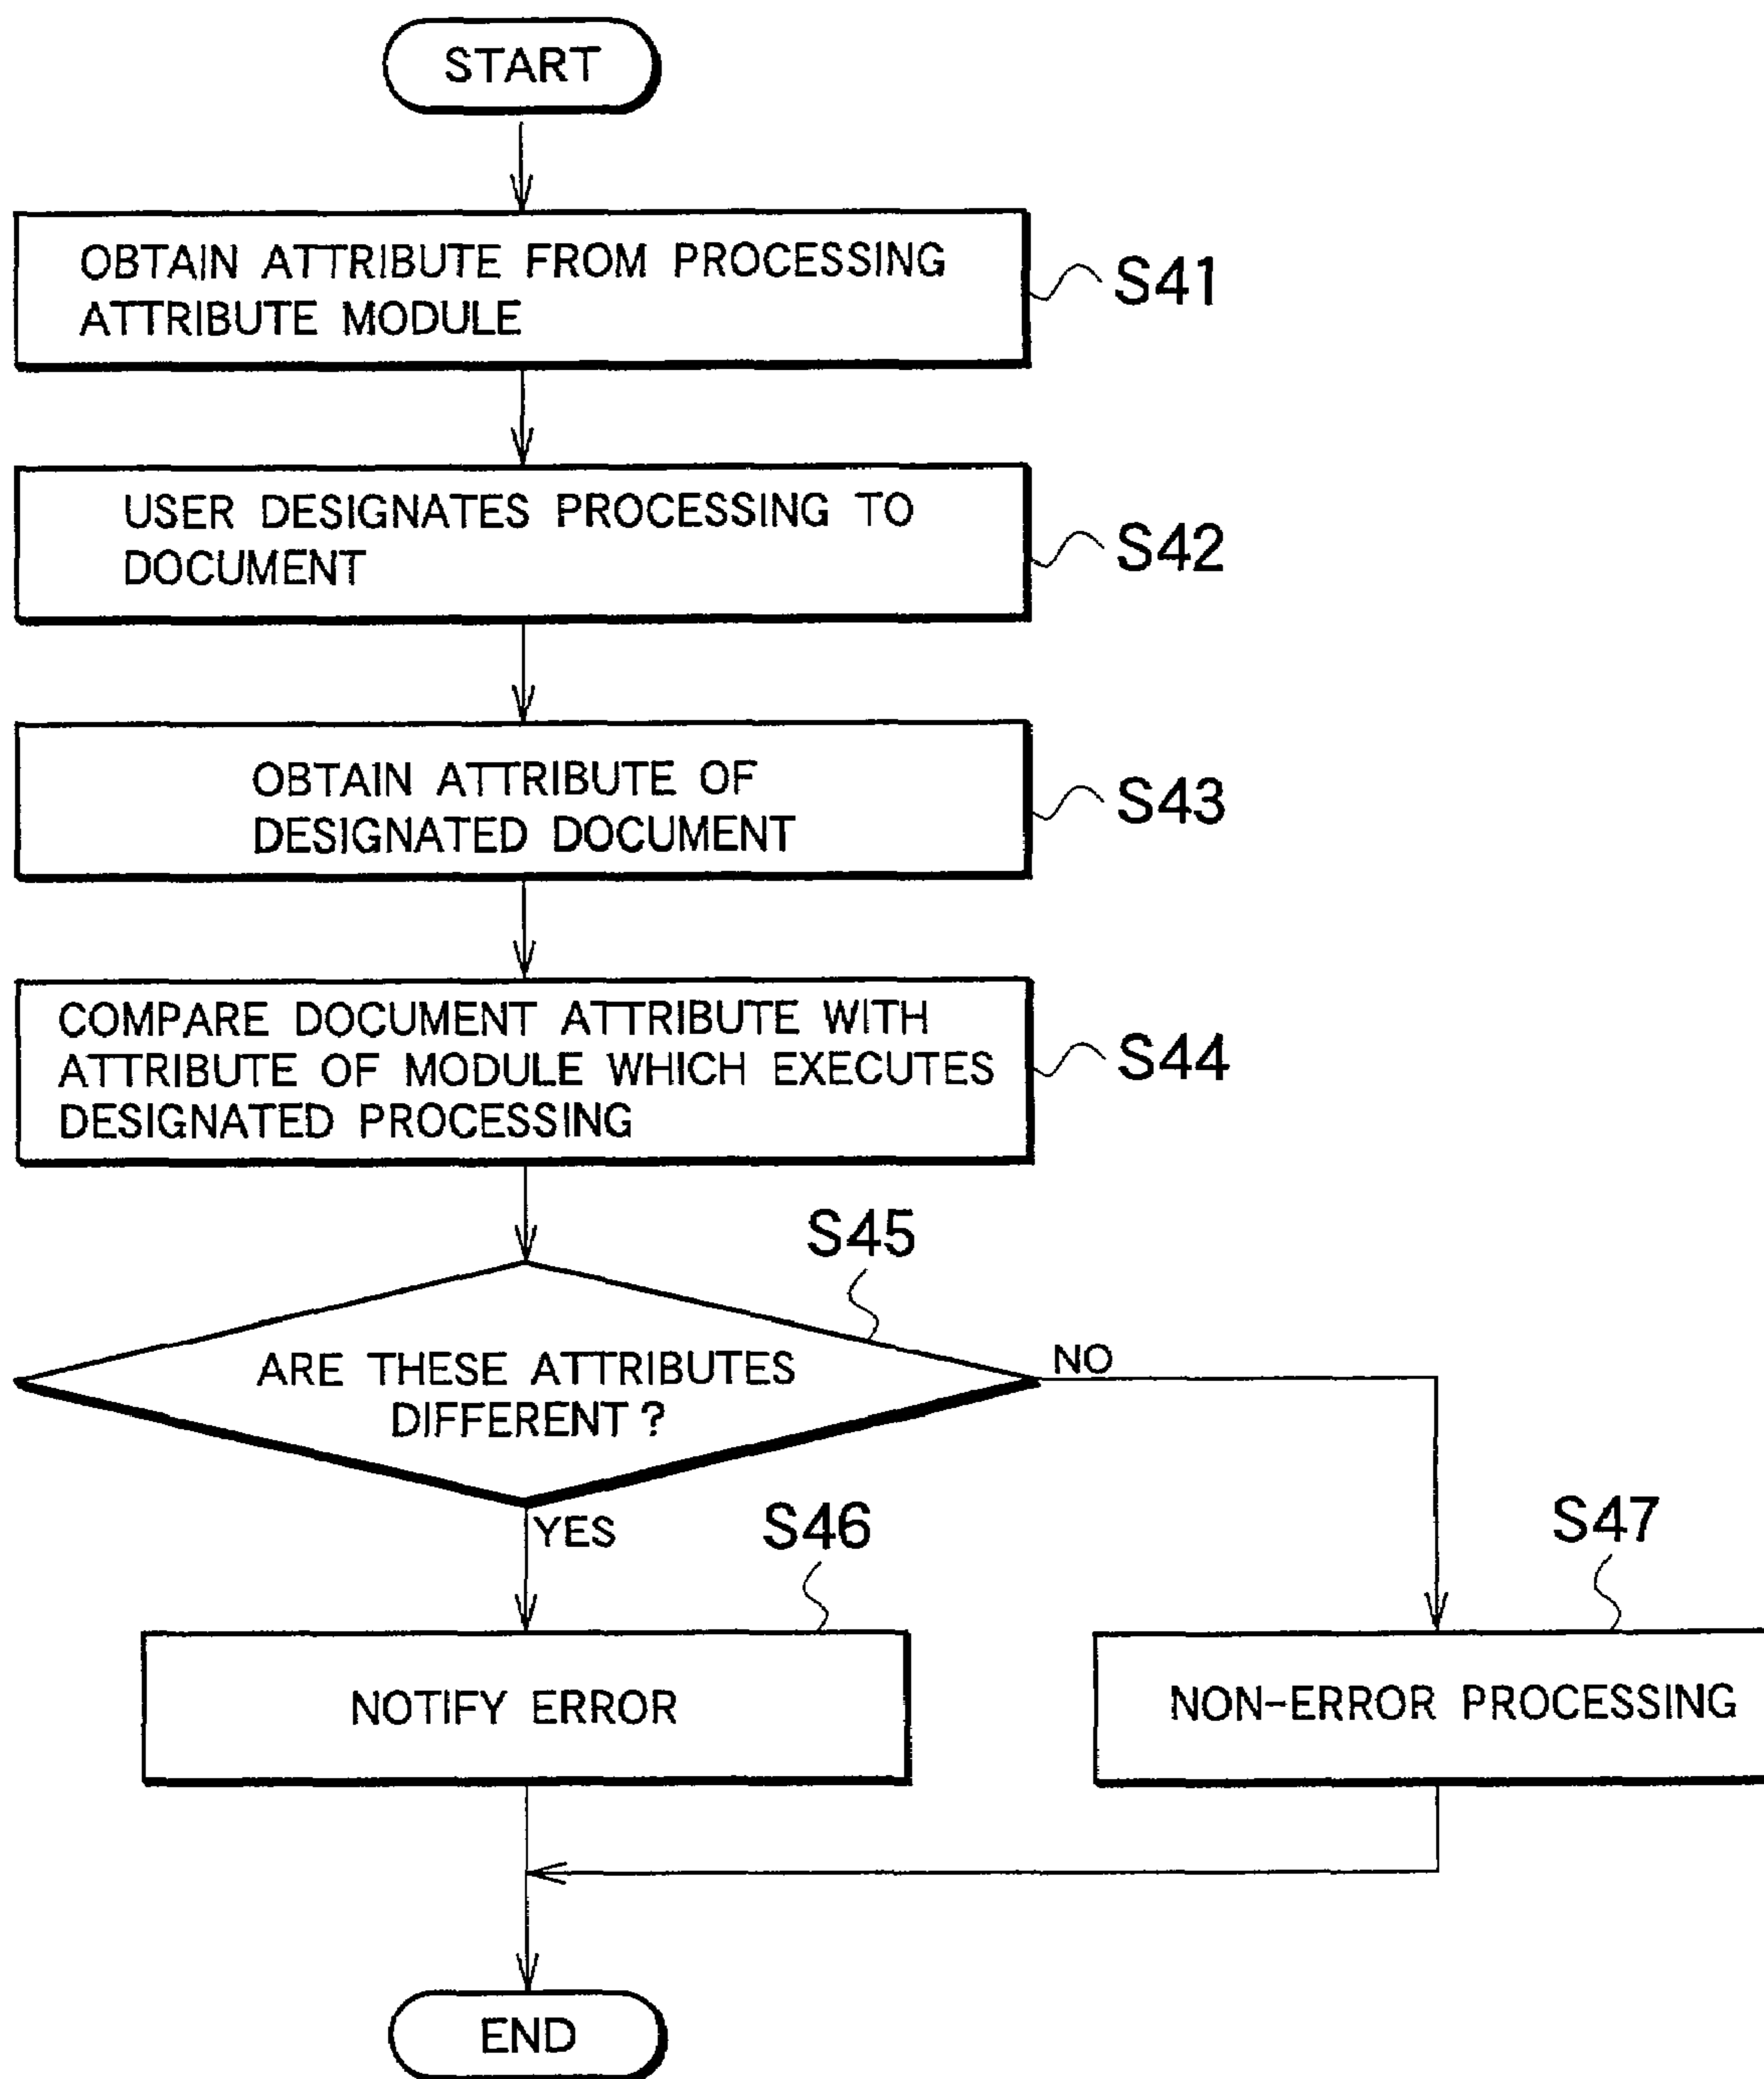 START
OBTAIN ATTRIBUTE FROM PROCESSING
ATTRIBUTE MODULE
S41
USER DESIGNATES PROCESSING TO
DOCUMENT
S42
OBTAIN ATTRIBUTE OF
DESIGNATED DOCUMENT
S43
COMPARE DOCUMENT ATTRIBUTE WITH
ATTRIBUTE OF MODULE WHICH EXECUTES
DESIGNATED PROCESSING
S44
S45
ARE THESE ATTRIBUTES
DIFFERENT ?
NO
YES
S46
NOTIFY ERROR
S47
NON-ERROR PROCESSING
END